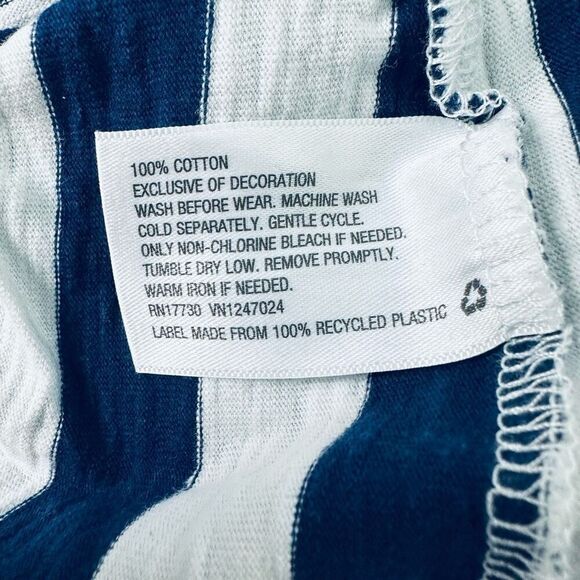 100% COTTON
EXCLUSIVE OF DECORATION
WASH BEFORE WEAR. MACHINE WASH
COLD SEPARATELY. GENTLE CYCLE.
ONLY NON-CHLORINE BLEACH IF NEEDED.
TUMBLE DRY LOW. REMOVE PROMPTLY.
WARM IRON IF NEEDED.
RN17730 VN1247024
LABEL MADE FROM 100% RECYCLED PLASTIC